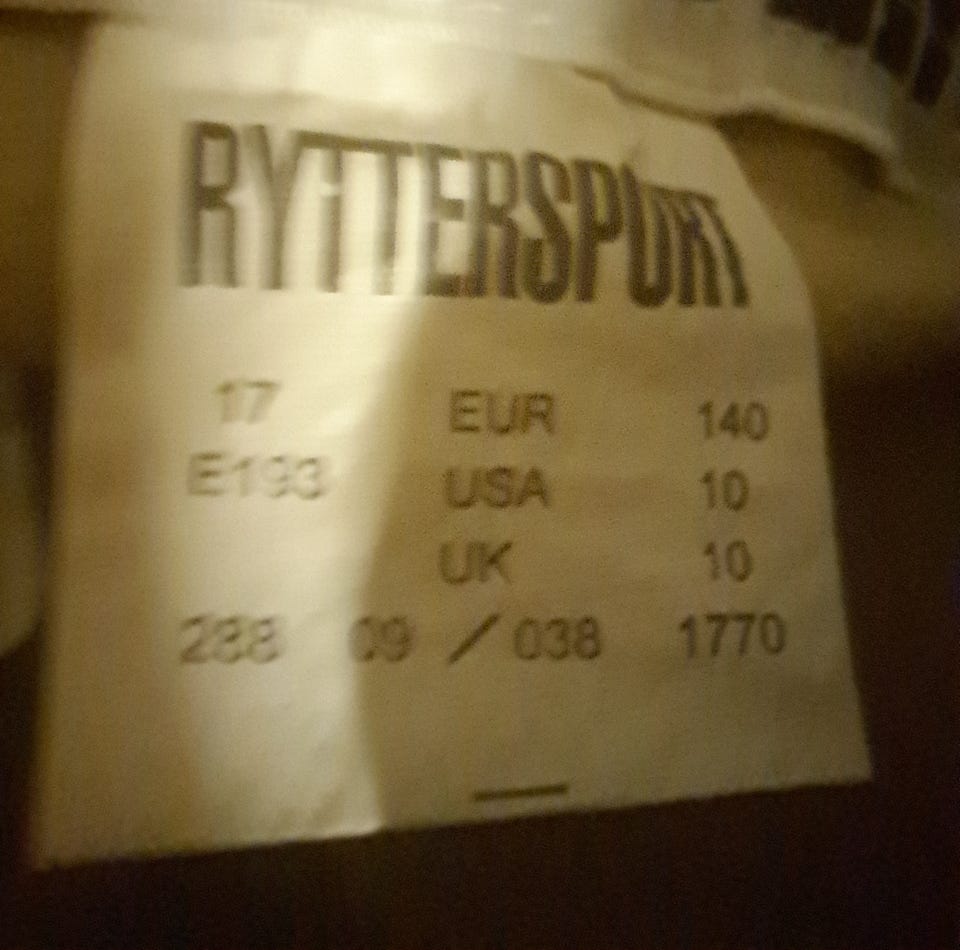 RYTTERSPORT
17 EUR 140
E193 USA 10
UK 10
288 09 / 038 1770